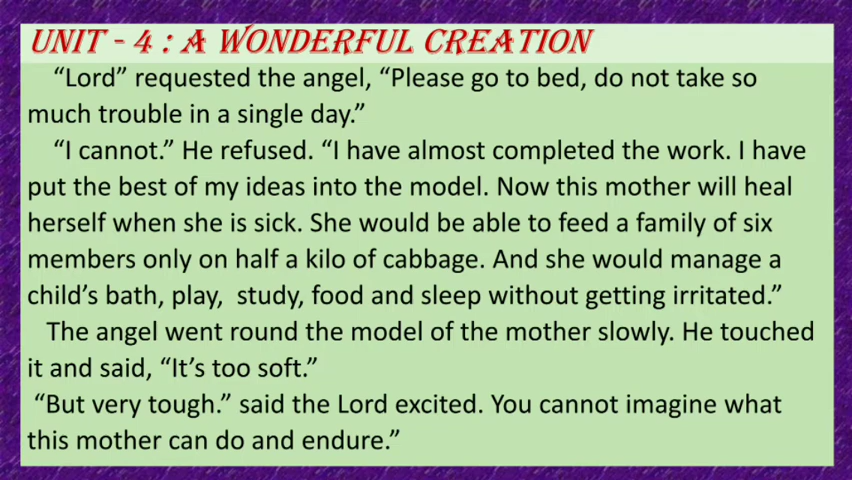 UNIT - 4 : A WONDERFUL CREATION
“Lord” requested the angel, “Please go to bed, do not take so
much trouble in a single day.”
“I cannot.” He refused. “I have almost completed the work. I have
put the best of my ideas into the model. Now this mother will heal
herself when she is sick. She would be able to feed a family of six
members only on half a kilo of cabbage. And she would manage a
child’s bath, play, study, food and sleep without getting irritated.”
The angel went round the model of the mother slowly. He touched
it and said, “It’s too soft.”
“But very tough.” said the Lord excited. You cannot imagine what
this mother can do and endure.”